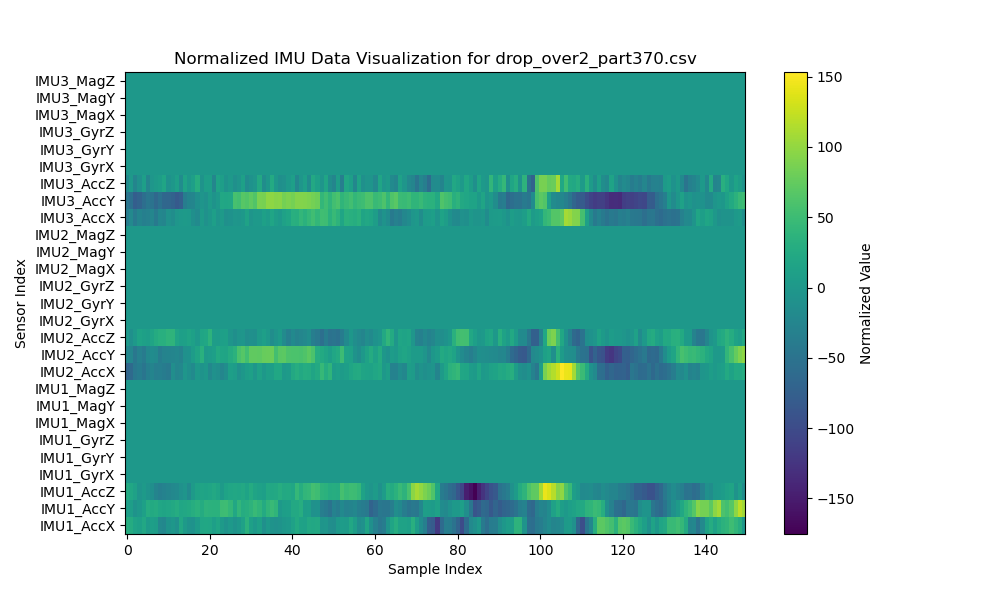 Normalized IMU Data Visualization for drop_over2_part370.csv
IMU3_MagZ
IMU3_MagY
IMU3_MagX
IMU3_GyrZ
IMU3_GyrY
IMU3_GyrX
IMU3_AccZ
IMU3_AccY
IMU3_AccX
IMU2_MagZ
IMU2_MagY
IMU2_MagX
IMU2_GyrZ
IMU2_GyrY
IMU2_GyrX
IMU2_AccZ
IMU2_AccY
IMU2_AccX
IMU1_MagZ
IMU1_MagY
IMU1_MagX
IMU1_GyrZ
IMU1_GyrY
IMU1_GyrX
IMU1_AccZ
IMU1_AccY
IMU1_AccX
Sensor Index
0 20 40 60 80 100 120 140
Sample Index
150
100
50
0
−50
−100
−150
Normalized Value